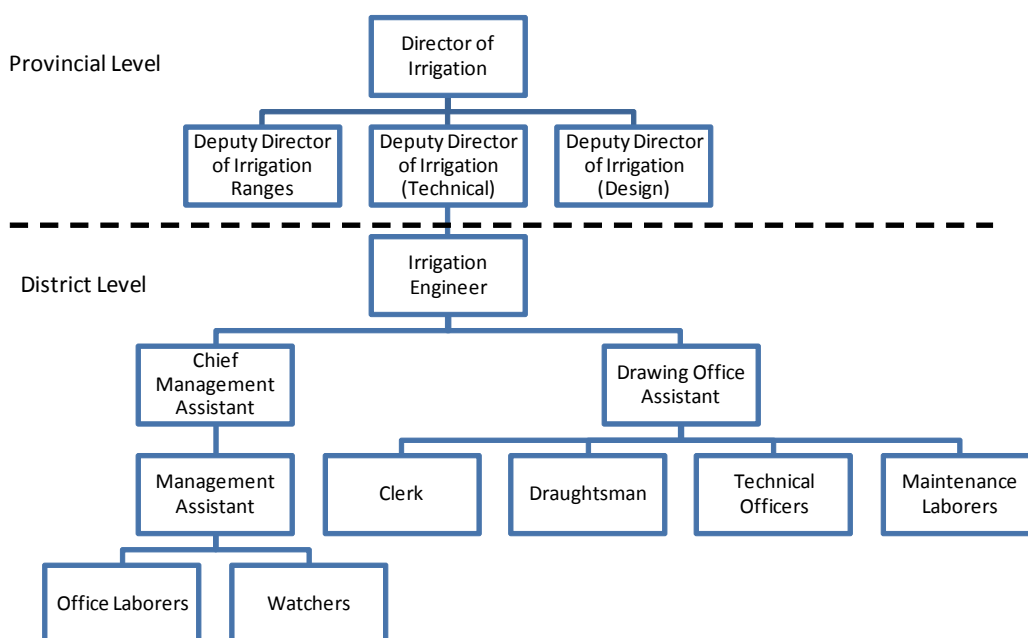 Provincial Level
Director of
Irrigation
Deputy Director
of Irrigation
Ranges
Deputy Director
of Irrigation
(Technical)
Deputy Director
of Irrigation
(Design)
District Level
Irrigation
Engineer
Chief
Management
Assistant
Drawing Office
Assistant
Management
Assistant
Clerk
Draughtsman
Technical
Officers
Maintenance
Laborers
Office Laborers
Watchers